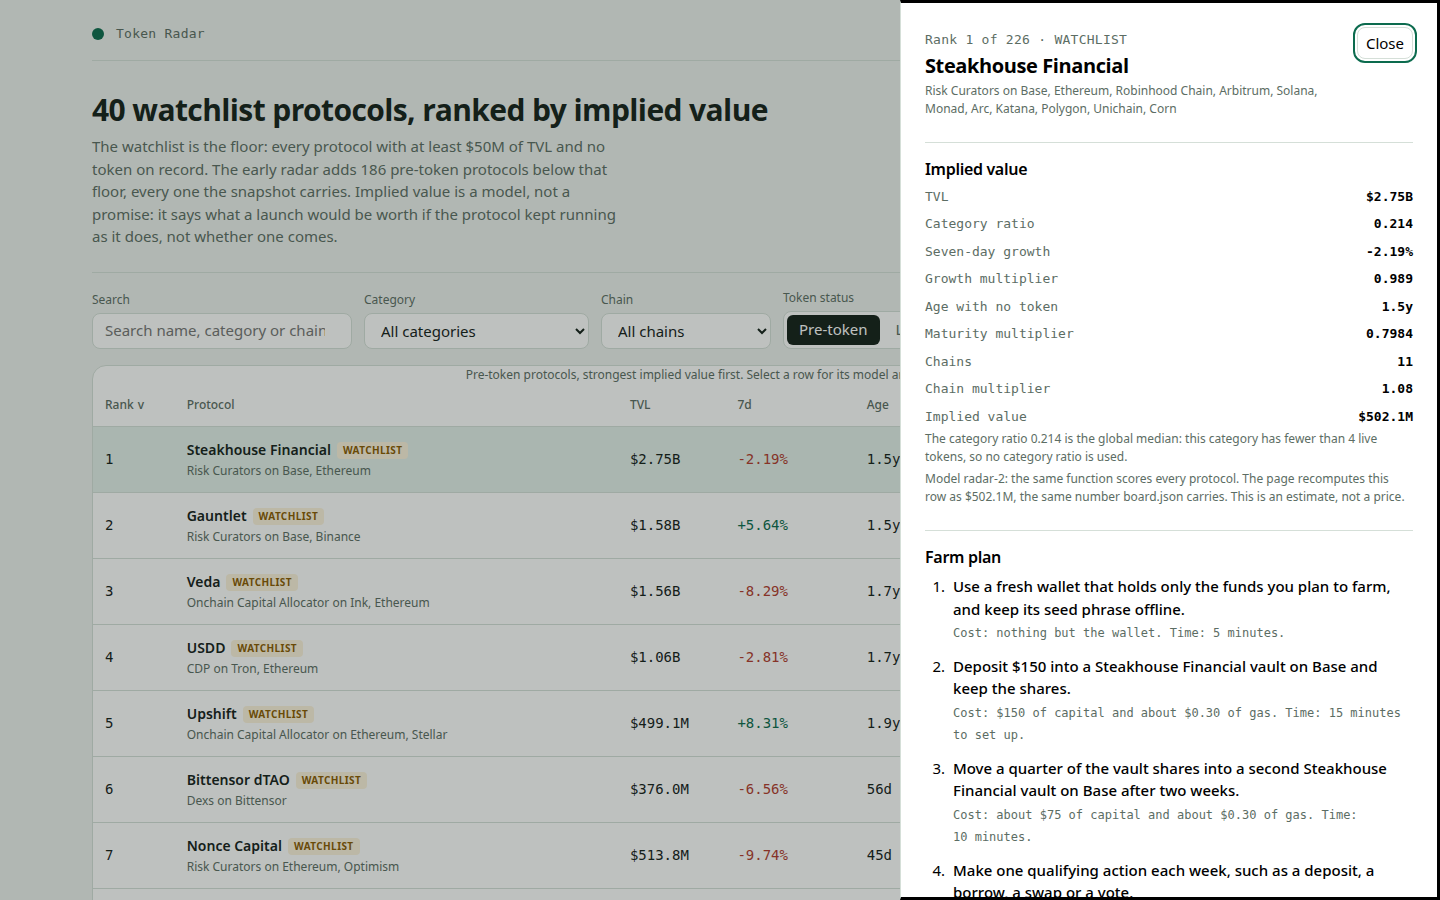 Token Radar
40 watchlist protocols, ranked by implied value
The watchlist is the floor: every protocol with at least $50M of TVL and no
token on record. The early radar adds 186 pre-token protocols below that
floor, every one the snapshot carries. Implied value is a model, not a
promise: it says what a launch would be worth if the protocol kept running
as it does, not whether one comes.
Search
Category
Chain
Token status
Search name, category or chain
All categories
All chains
Pre-token
Pre-token protocols, strongest implied value first. Select a row for its model
Rank v Protocol TVL 7d Age
1 Steakhouse Financial WATCHLIST $2.75B -2.19% 1.5y
Risk Curators on Base, Ethereum
2 Gauntlet WATCHLIST $1.58B +5.64% 1.5y
Risk Curators on Base, Binance
3 Veda WATCHLIST $1.56B -8.29% 1.7y
Onchain Capital Allocator on Ink, Ethereum
4 USDD WATCHLIST $1.06B -2.81% 1.7y
CDP on Tron, Ethereum
5 Upshift WATCHLIST $499.1M +8.31% 1.9y
Onchain Capital Allocator on Ethereum, Stellar
6 Bittensor dTAO WATCHLIST $376.0M -6.56% 56d
Dexs on Bittensor
7 Nonce Capital WATCHLIST $513.8M -9.74% 45d
Risk Curators on Ethereum, Optimism
Rank 1 of 226 · WATCHLIST
Close
Steakhouse Financial
Risk Curators on Base, Ethereum, Robinhood Chain, Arbitrum, Solana,
Monad, Arc, Katana, Polygon, Unichain, Corn
Implied value
TVL $2.75B
Category ratio 0.214
Seven-day growth -2.19%
Growth multiplier 0.989
Age with no token 1.5y
Maturity multiplier 0.7984
Chains 11
Chain multiplier 1.08
Implied value $502.1M
The category ratio 0.214 is the global median: this category has fewer than 4 live
tokens, so no category ratio is used.
Model radar-2: the same function scores every protocol. The page recomputes this
row as $502.1M, the same number board.json carries. This is an estimate, not a price.
Farm plan
1. Use a fresh wallet that holds only the funds you plan to farm,
and keep its seed phrase offline.
Cost: nothing but the wallet. Time: 5 minutes.
2. Deposit $150 into a Steakhouse Financial vault on Base and
keep the shares.
Cost: $150 of capital and about $0.30 of gas. Time: 15 minutes
to set up.
3. Move a quarter of the vault shares into a second Steakhouse
Financial vault on Base after two weeks.
Cost: about $75 of capital and about $0.30 of gas. Time:
10 minutes.
4. Make one qualifying action each week, such as a deposit, a
borrow, a swap or a vote.